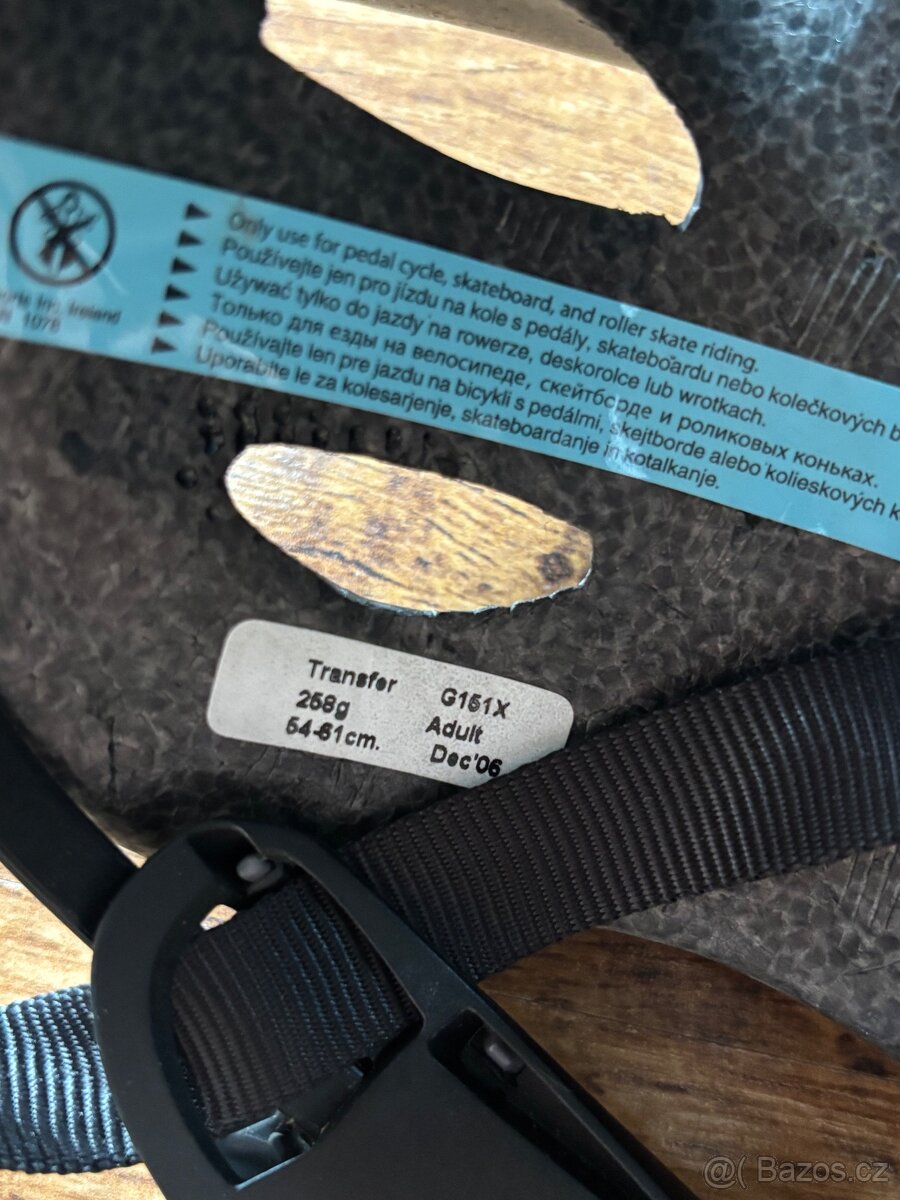 Only use for pedal cycle, skateboard, and roller skate riding.
Používejte jen pro jízdu na kole s pedály, skateboardu nebo kolečkových b
Używać tylko do jazdy na rowerze, deskorolce lub wrotkach.
Только для езды на велосипеде, скейтборде и роликовых коньках.
Používajte len pre jazdu na bicykli s pedálmi, skejtborde alebo kolieskových k
Uporabite le za kolesarjenje, skateboardanje in kotalkanje.
Ireland
1078
Transfer G151X
258g Adult
54-61cm. Dec'06
@( Bazos.cz